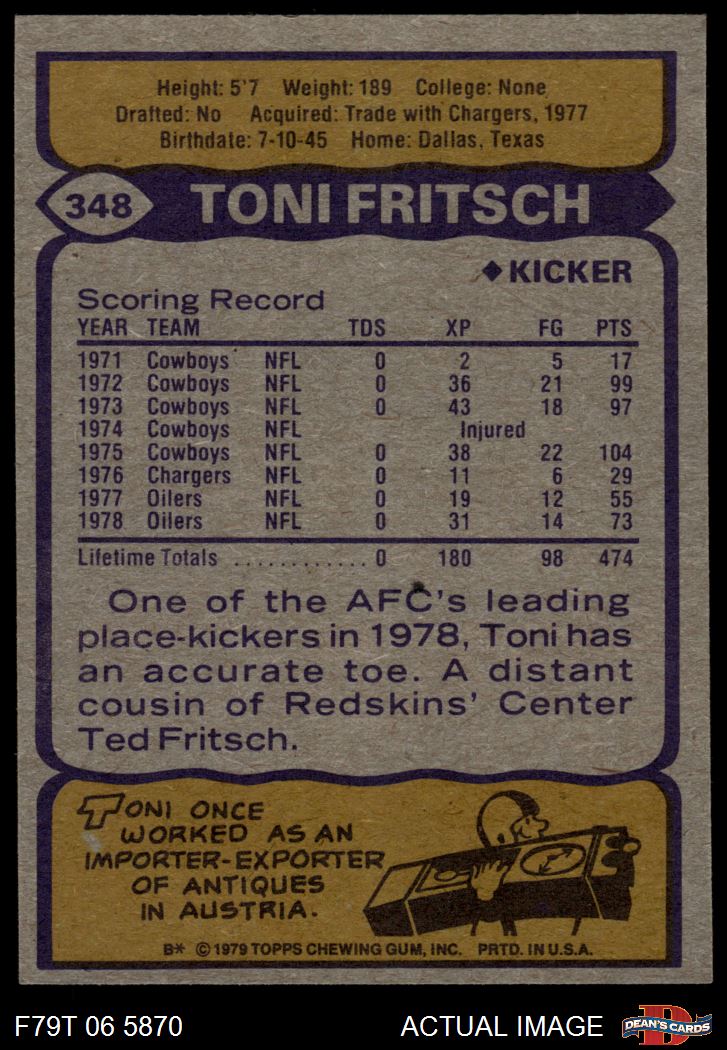 Height: 5'7 Weight: 189 College: None
Drafted: No Acquired: Trade with Chargers, 1977
Birthdate: 7-10-45 Home: Dallas, Texas
348 TONI FRITSCH
◆ KICKER
Scoring Record
YEAR TEAM TDS XP FG PTS
1971 Cowboys NFL 0 2 5 17
1972 Cowboys NFL 0 36 21 99
1973 Cowboys NFL 0 43 18 97
1974 Cowboys NFL Injured
1975 Cowboys NFL 0 38 22 104
1976 Chargers NFL 0 11 6 29
1977 Oilers NFL 0 19 12 55
1978 Oilers NFL 0 31 14 73
Lifetime Totals ............ 0 180 98 474
One of the AFC's leading
place-kickers in 1978, Toni has
an accurate toe. A distant
cousin of Redskins' Center
Ted Fritsch.
TONI ONCE
WORKED AS AN
IMPORTER-EXPORTER
OF ANTIQUES
IN AUSTRIA.
B* © 1979 TOPPS CHEWING GUM, INC. PRTD. IN U.S.A.
F79T 06 5870 ACTUAL IMAGE D DEAN'S CARDS